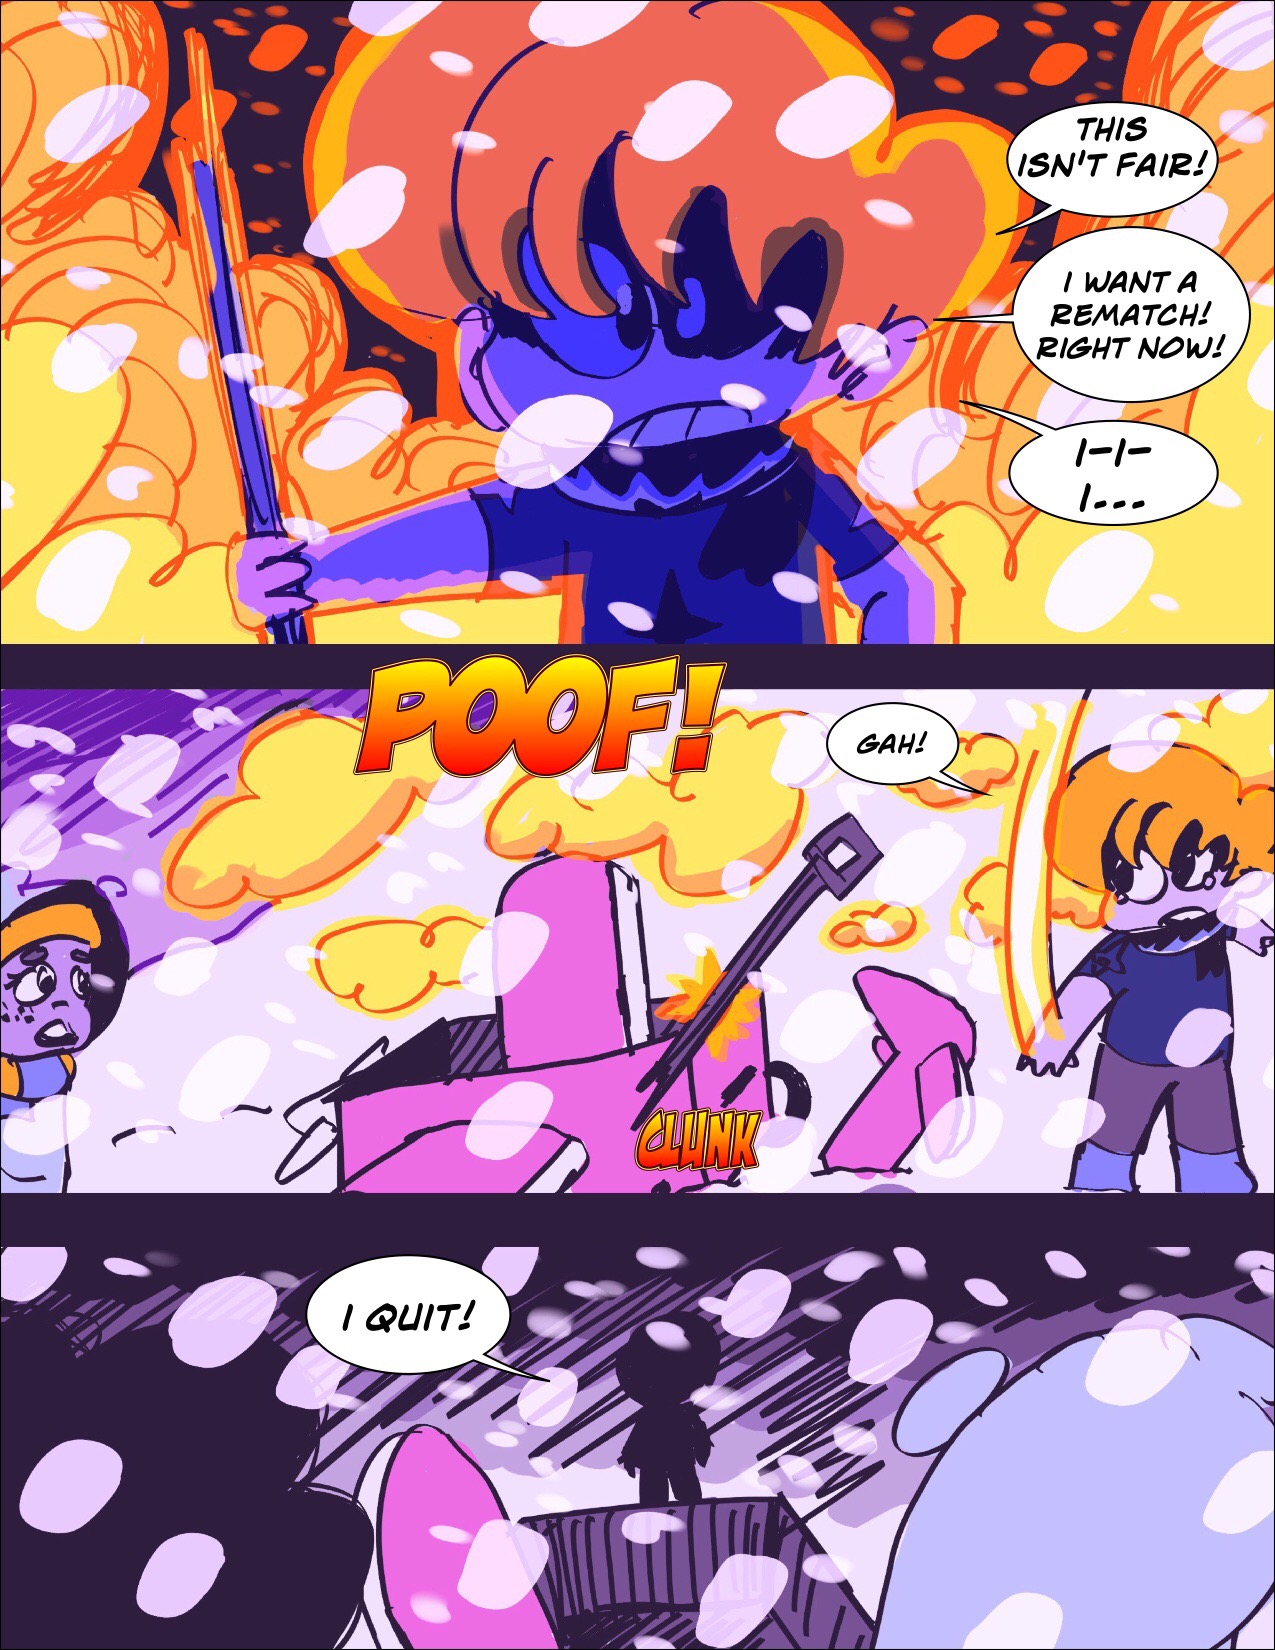 THIS
ISN'T FAIR!
I WANT A
REMATCH!
RIGHT NOW!
I-I-
I...
POOF!
GAH!
CLUNK
I QUIT!